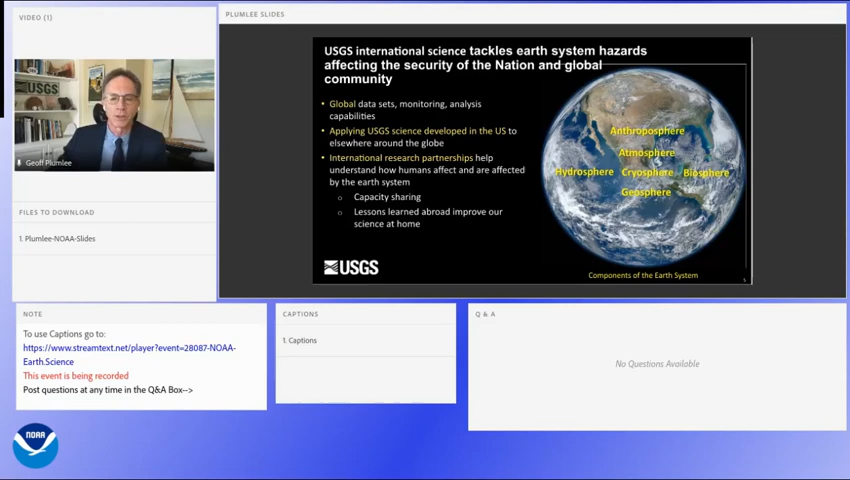 VIDEO (1)
USGS
Geoff Plumlee
FILES TO DOWNLOAD
1. Plumlee-NOAA-Slides
PLUMLEE SLIDES
USGS international science tackles earth system hazards
affecting the security of the Nation and global
community
• Global data sets, monitoring, analysis
capabilities
• Applying USGS science developed in the US to
elsewhere around the globe
• International research partnerships help
understand how humans affect and are affected
by the earth system
o Capacity sharing
o Lessons learned abroad improve our
science at home
Anthroposphere
Atmosphere
Hydrosphere Cryosphere Biosphere
Geosphere
USGS
Components of the Earth System
5
NOTE
To use Captions go to:
https://www.streamtext.net/player?event=28087-NOAA-
Earth.Science
This event is being recorded
Post questions at any time in the Q&A Box-->
CAPTIONS
1. Captions
Q & A
No Questions Available
NOAA